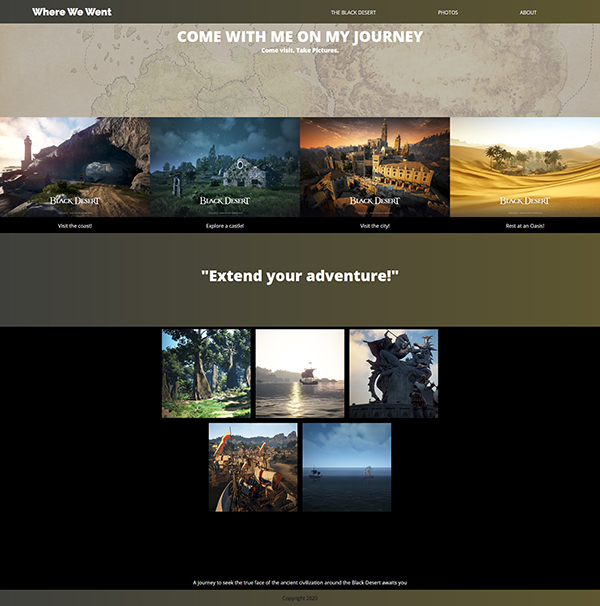 Where We Went
THE BLACK DESERT
PHOTOS
ABOUT
COME WITH ME ON MY JOURNEY
Come visit. Take Pictures.
BLACK DESERT
BLACK DESERT
BLACK DESERT
BLACK DESERT
Visit the coast!
Explore a castle!
Visit the city!
Rest at an Oasis!
"Extend your adventure!"
A journey to seek the true face of the ancient civilization around the Black Desert awaits you
Copyright 2025